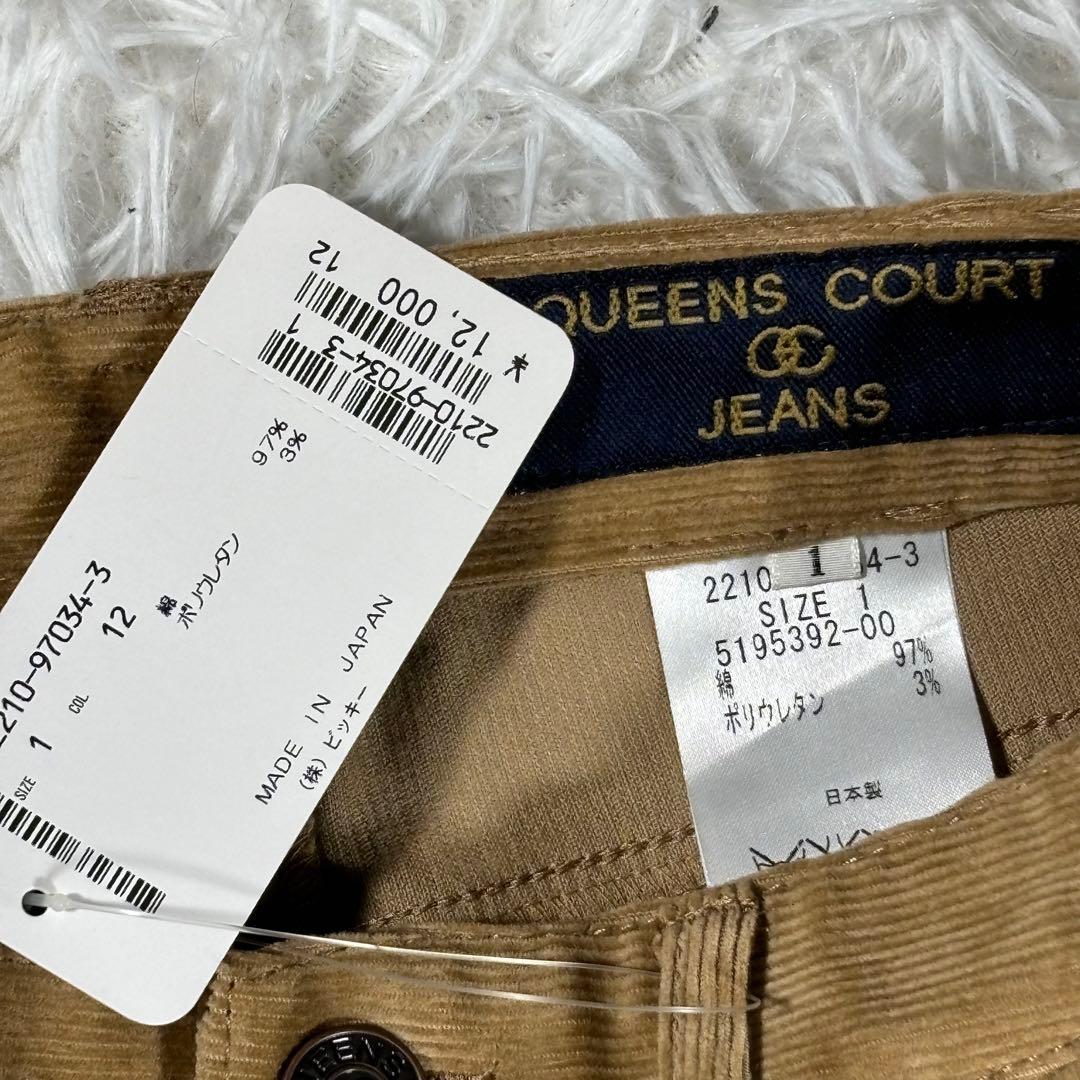 12
¥ 12,000
1
2210-97034-3
97%
3%
綿
ポリウレタン
MADE IN JAPAN
(株) ビッキー
2210-97034-3
COL 12
SIZE 1
QUEENS COURT
JEANS
2210
1
4-3
SIZE 1
5195392-00
綿 97%
ポリウレタン 3%
日本製
EENS